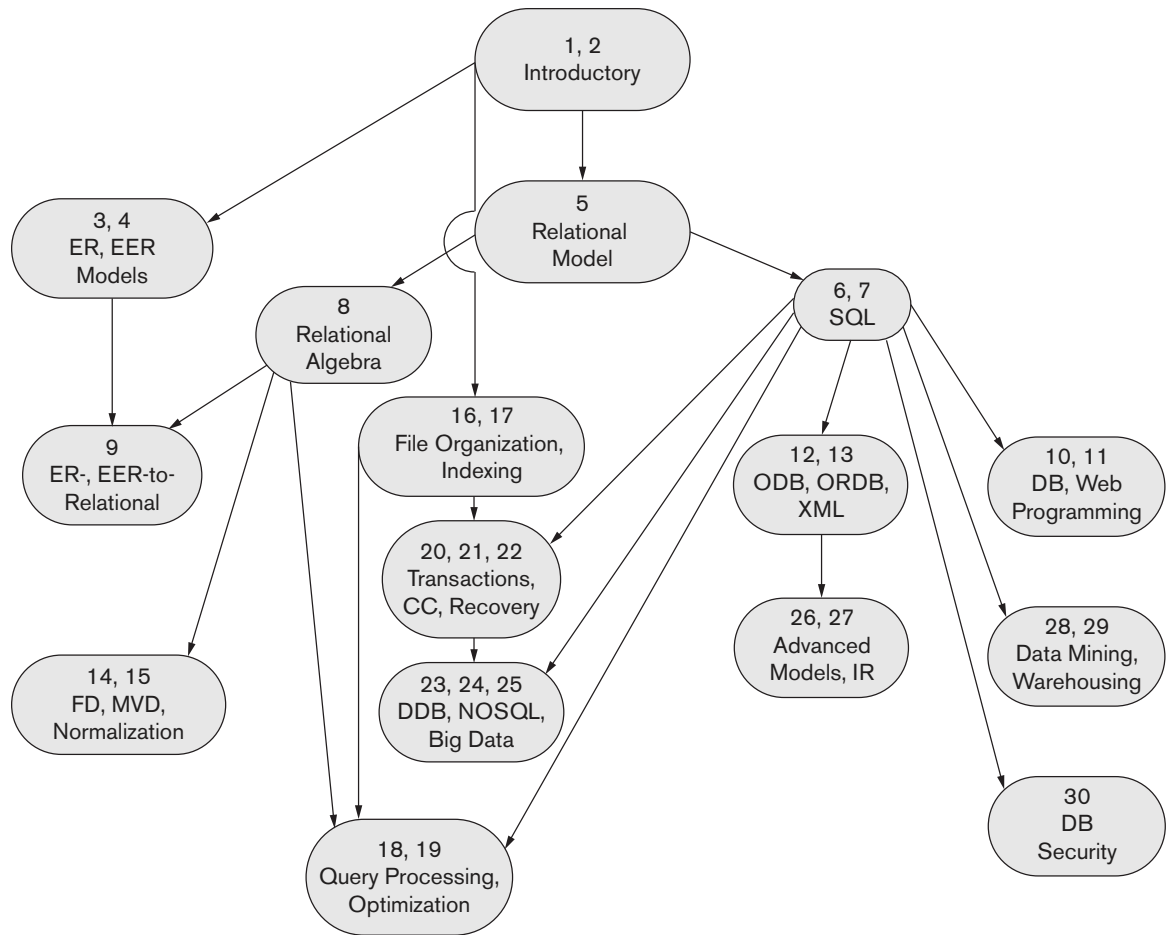 1, 2
Introductory
5
Relational
Model
3, 4
ER, EER
Models
6, 7
SQL
8
Relational
Algebra
16, 17
File Organization,
Indexing
9
ER-, EER-to-
Relational
12, 13
ODB, ORDB,
XML
10, 11
DB, Web
Programming
20, 21, 22
Transactions,
CC, Recovery
26, 27
Advanced
Models, IR
28, 29
Data Mining,
Warehousing
14, 15
FD, MVD,
Normalization
23, 24, 25
DDB, NOSQL,
Big Data
30
DB
Security
18, 19
Query Processing,
Optimization